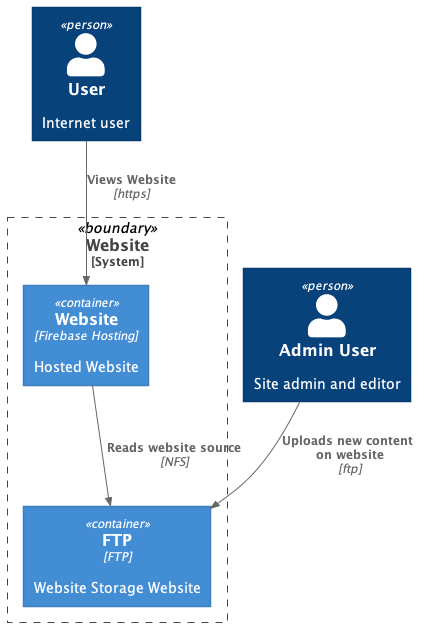 «person»
User
Internet user
Views Website
[https]
«boundary»
Website
[System]
«container»
Website
[Firebase Hosting]
Hosted Website
«person»
Admin User
Site admin and editor
Reads website source
[NFS]
Uploads new content
on website
[ftp]
«container»
FTP
[FTP]
Website Storage Website